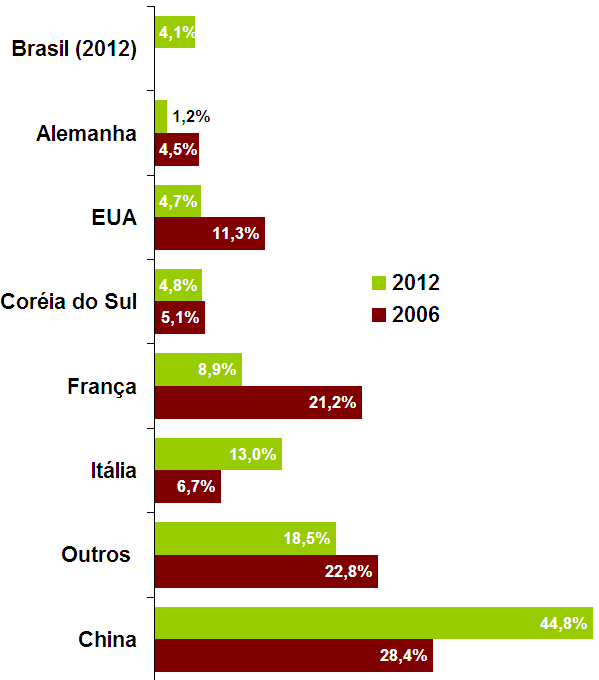 Brasil (2012)
4,1%
Alemanha
1,2%
4,5%
EUA
4,7%
11,3%
Coréia do Sul
4,8%
5,1%
2012
2006
França
8,9%
21,2%
Itália
13,0%
6,7%
Outros
18,5%
22,8%
China
44,8%
28,4%